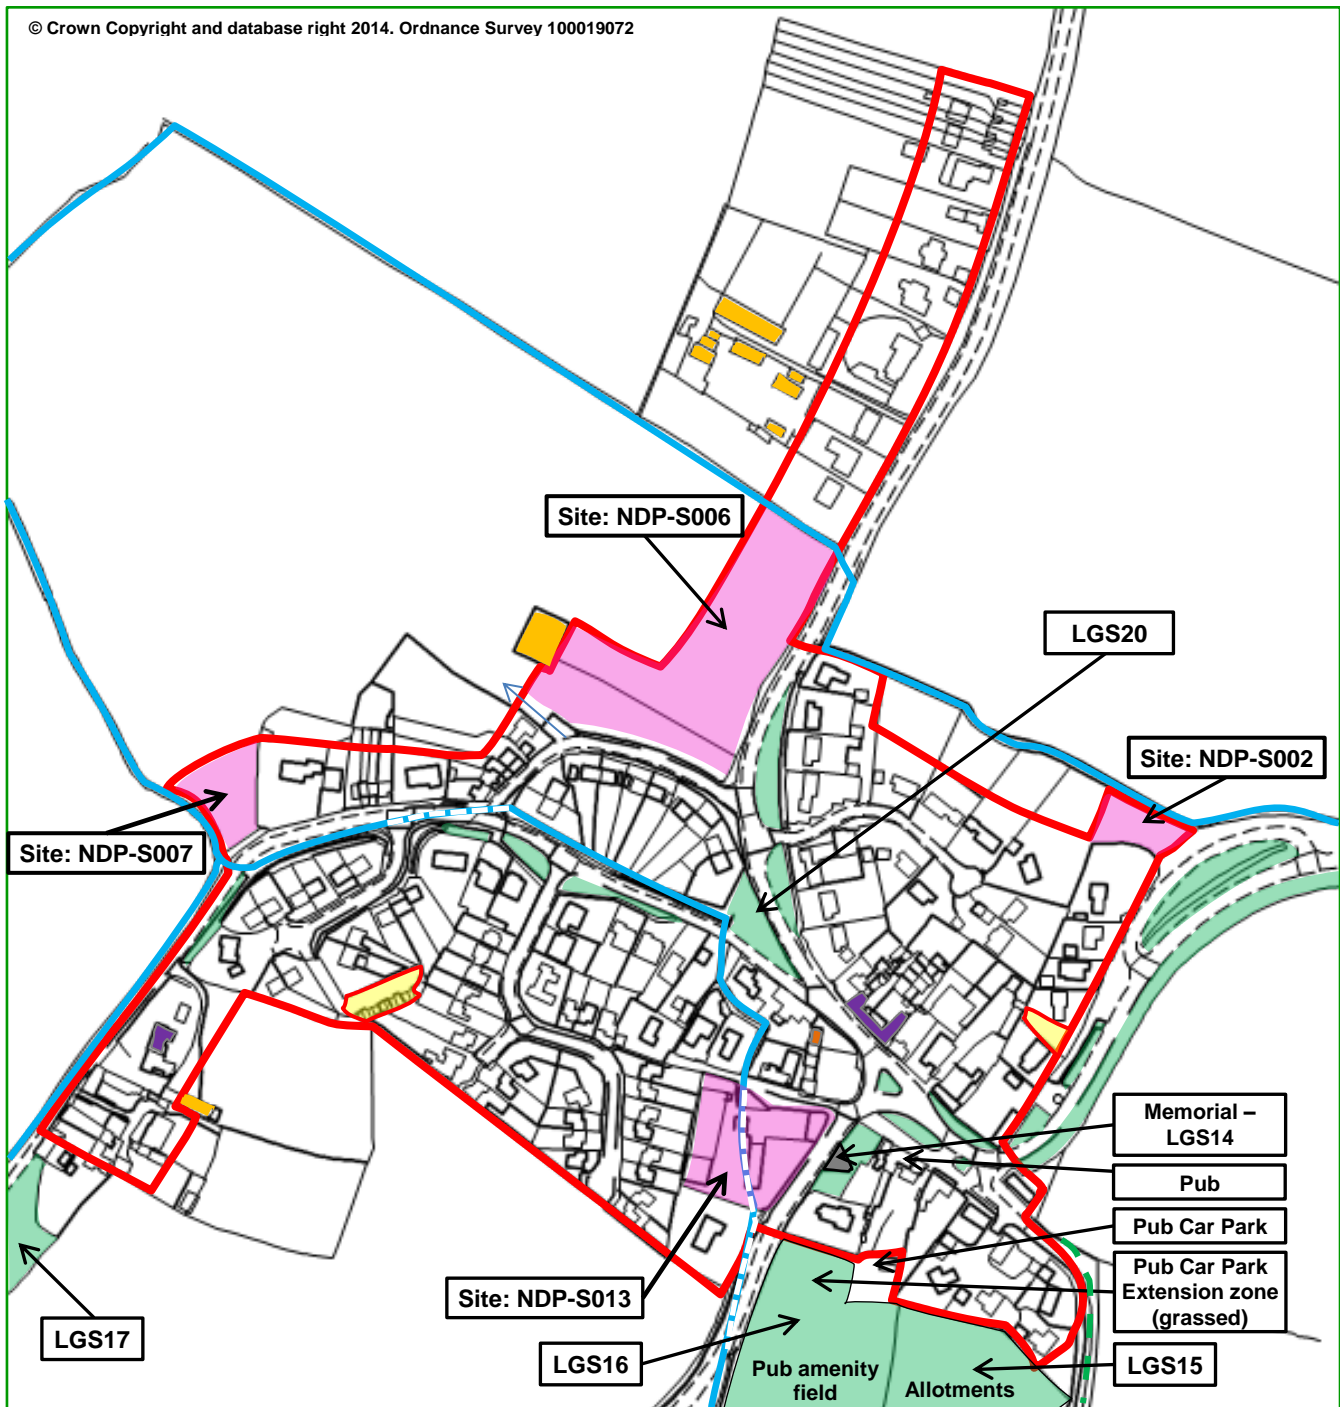 © Crown Copyright and database right 2014. Ordnance Survey 100019072
Site: NDP-S006
LGS20
Site: NDP-S002
Site: NDP-S007
Memorial –
LGS14
Pub
Pub Car Park
Pub Car Park
Extension zone
(grassed)
Site: NDP-S013
LGS17
LGS16
LGS15
Pub amenity
field
Allotments